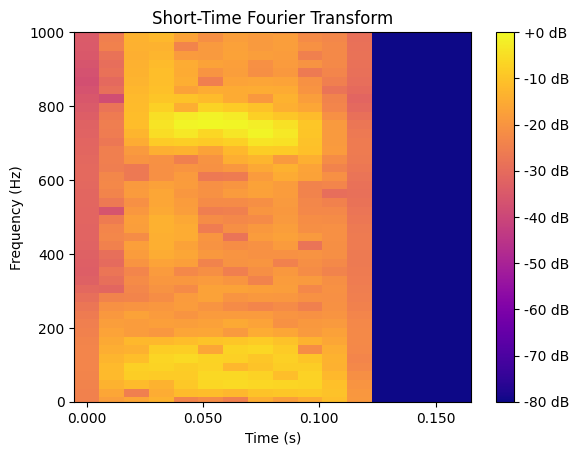 Short-Time Fourier Transform
1000
800
600
400
200
0
Frequency (Hz)
0.000
0.050
0.100
0.150
Time (s)
+0 dB
-10 dB
-20 dB
-30 dB
-40 dB
-50 dB
-60 dB
-70 dB
-80 dB